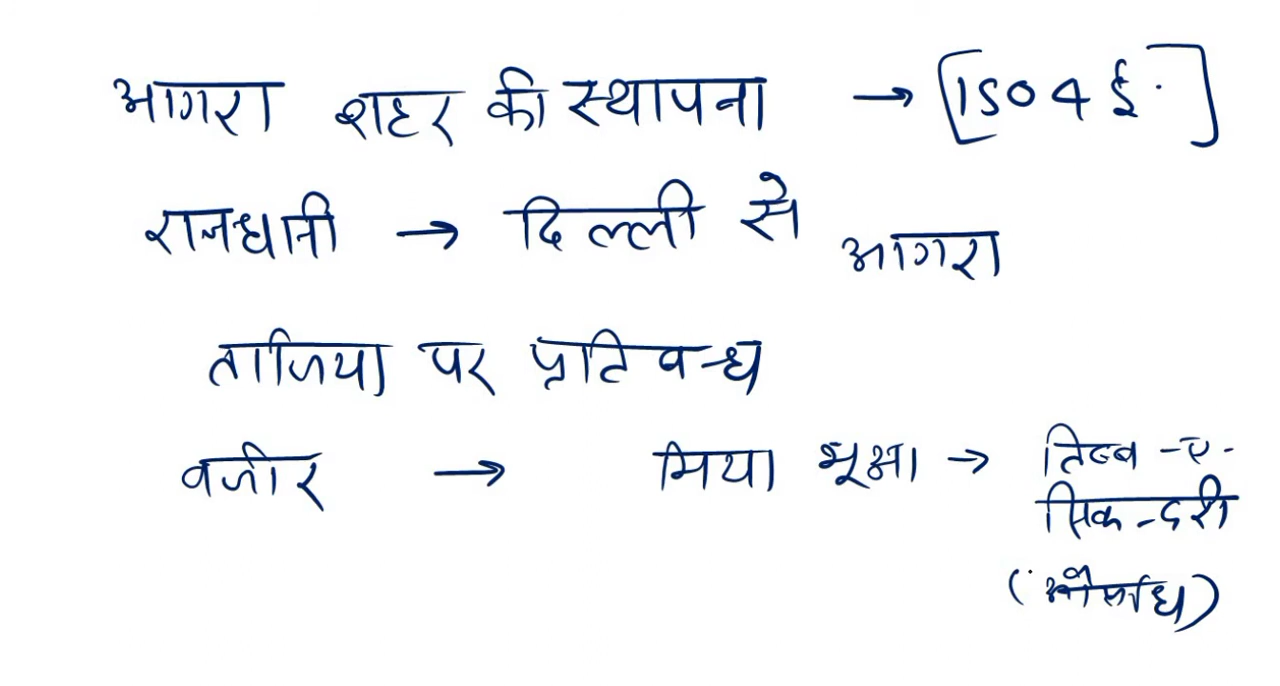 आगरा शहर की स्थापना → [1504 ई.]
राजधानी → दिल्ली से आगरा
ताजिया पर प्रतिबन्ध
वजीर → मिया भूआ → तिब्ब-ए-
सिकन्दरी
(औषधि)